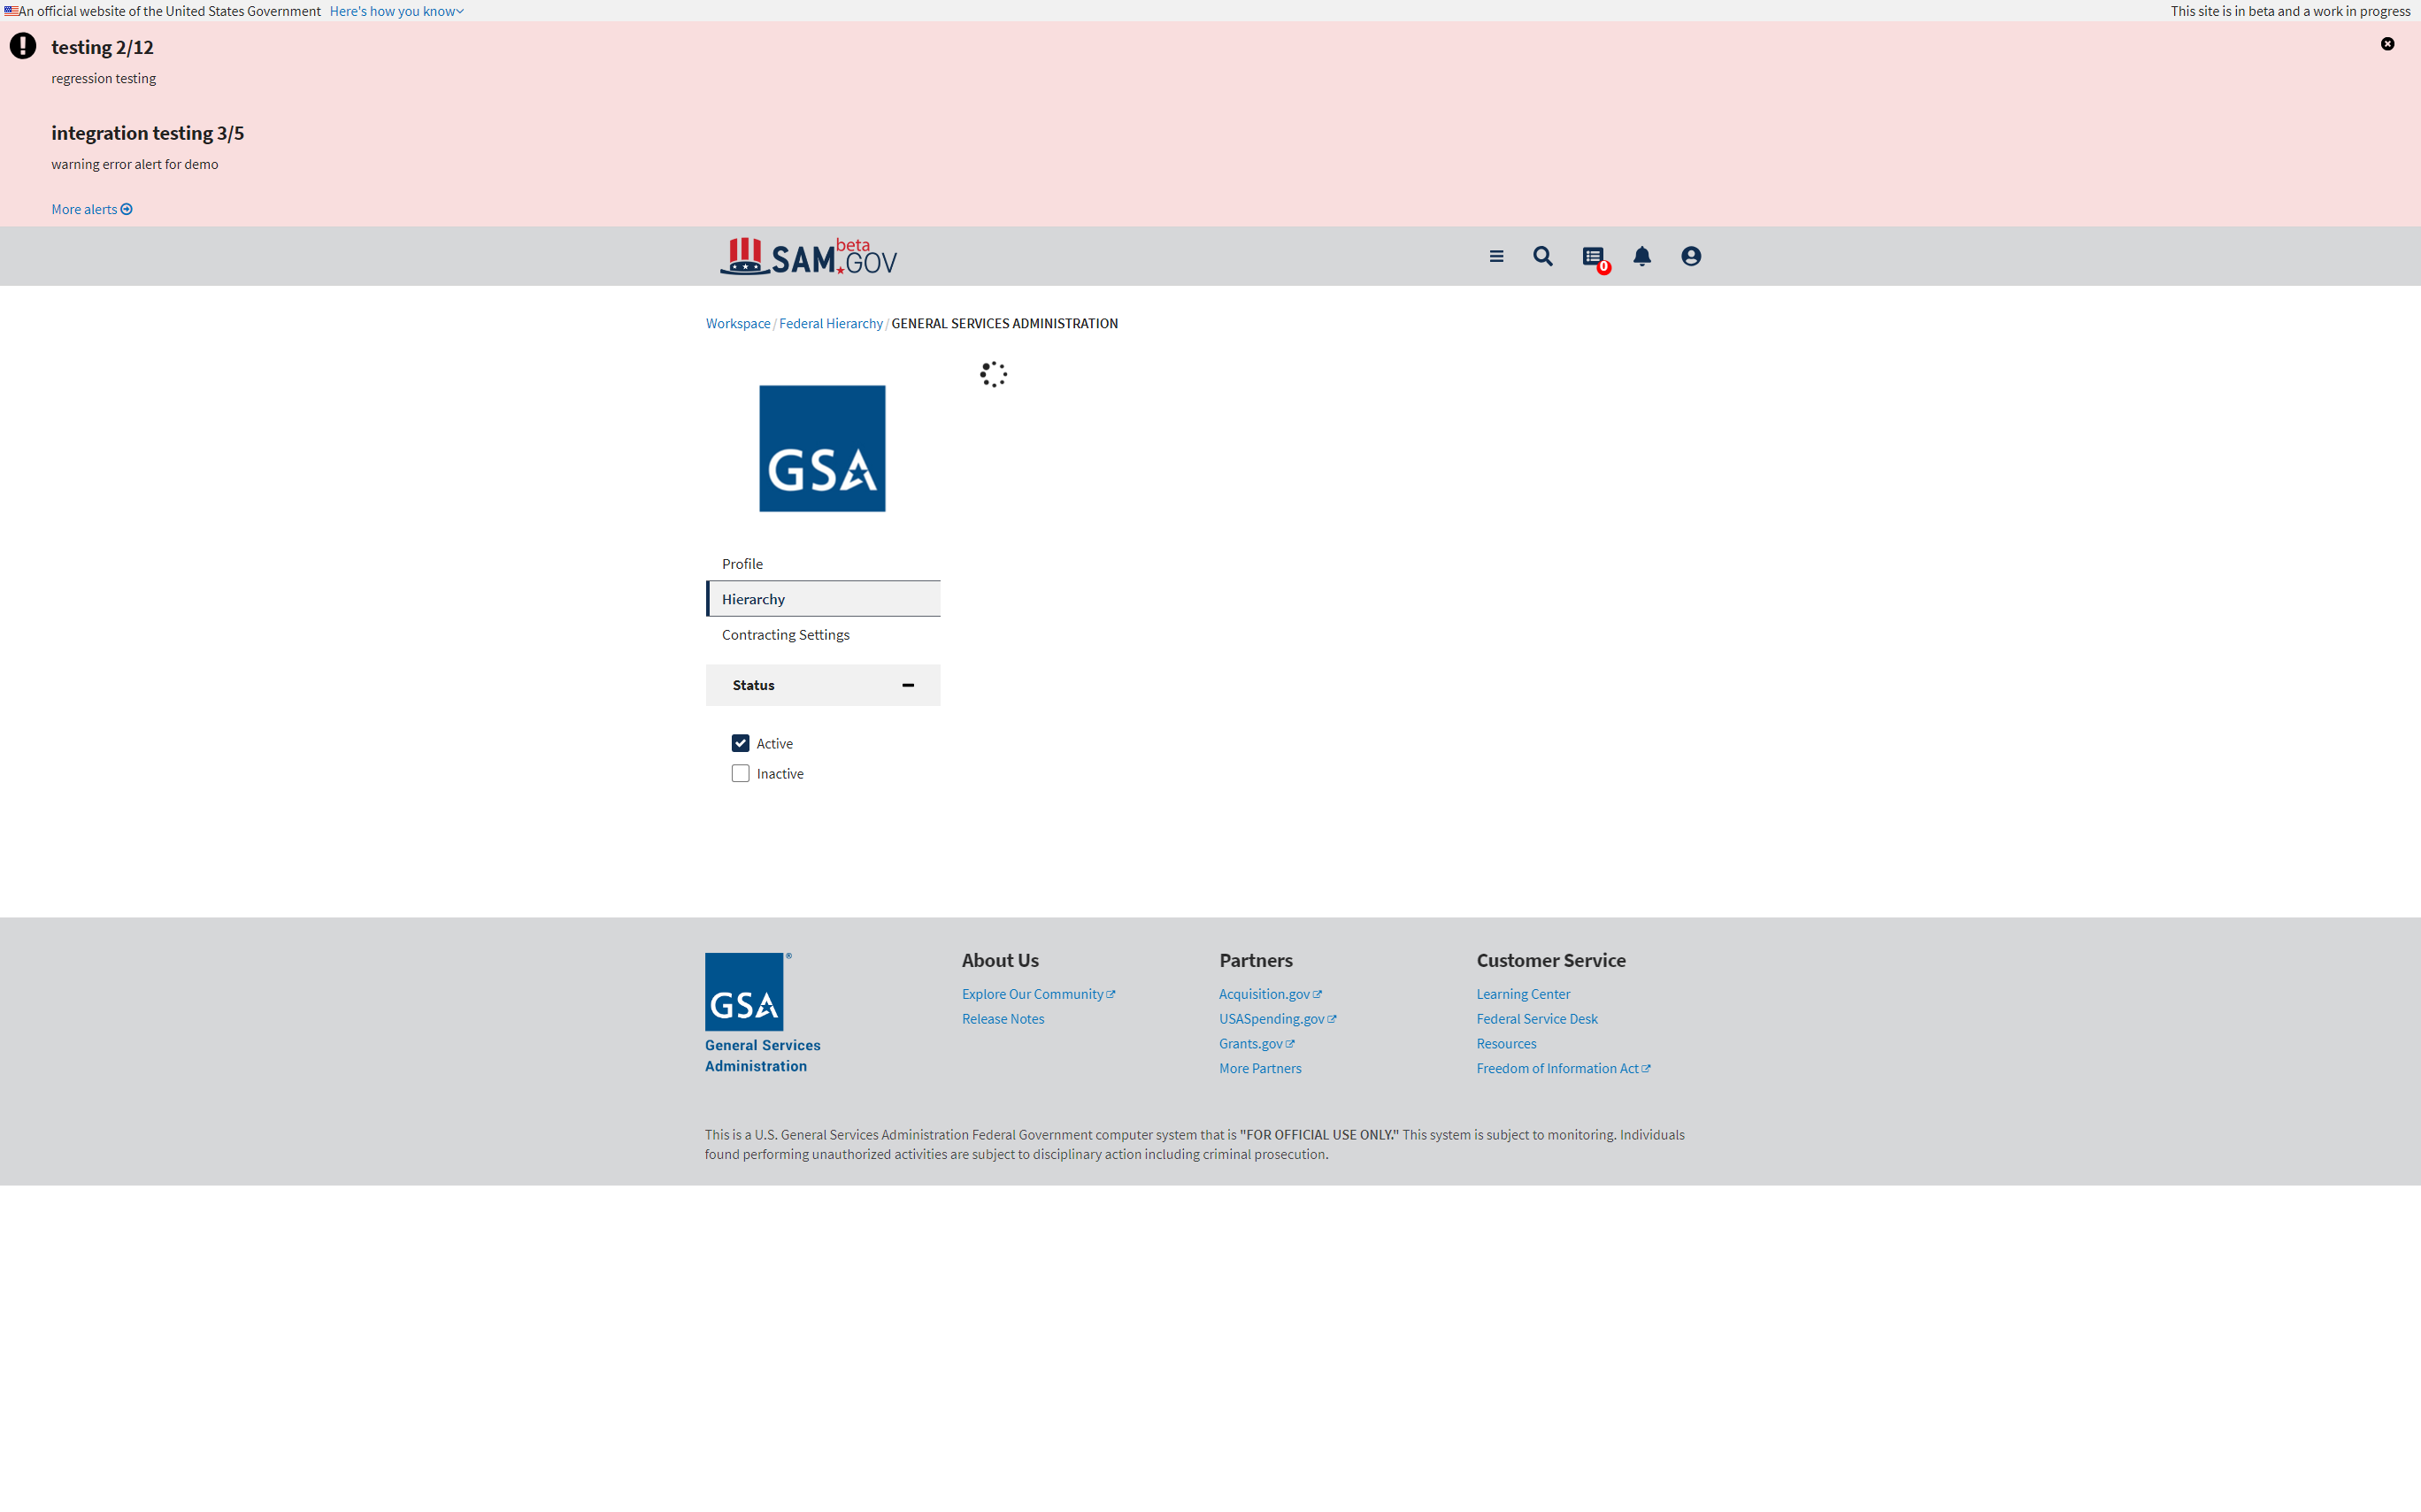 An official website of the United States Government Here's how you know
This site is in beta and a work in progress
testing 2/12
regression testing
integration testing 3/5
warning error alert for demo
More alerts
SAM.GOV beta
0
Workspace / Federal Hierarchy / GENERAL SERVICES ADMINISTRATION
GSA
Profile
Hierarchy
Contracting Settings
Status
Active
Inactive
GSA®
General Services
Administration
About Us
Explore Our Community
Release Notes
Partners
Acquisition.gov
USASpending.gov
Grants.gov
More Partners
Customer Service
Learning Center
Federal Service Desk
Resources
Freedom of Information Act
This is a U.S. General Services Administration Federal Government computer system that is "FOR OFFICIAL USE ONLY." This system is subject to monitoring. Individuals
found performing unauthorized activities are subject to disciplinary action including criminal prosecution.